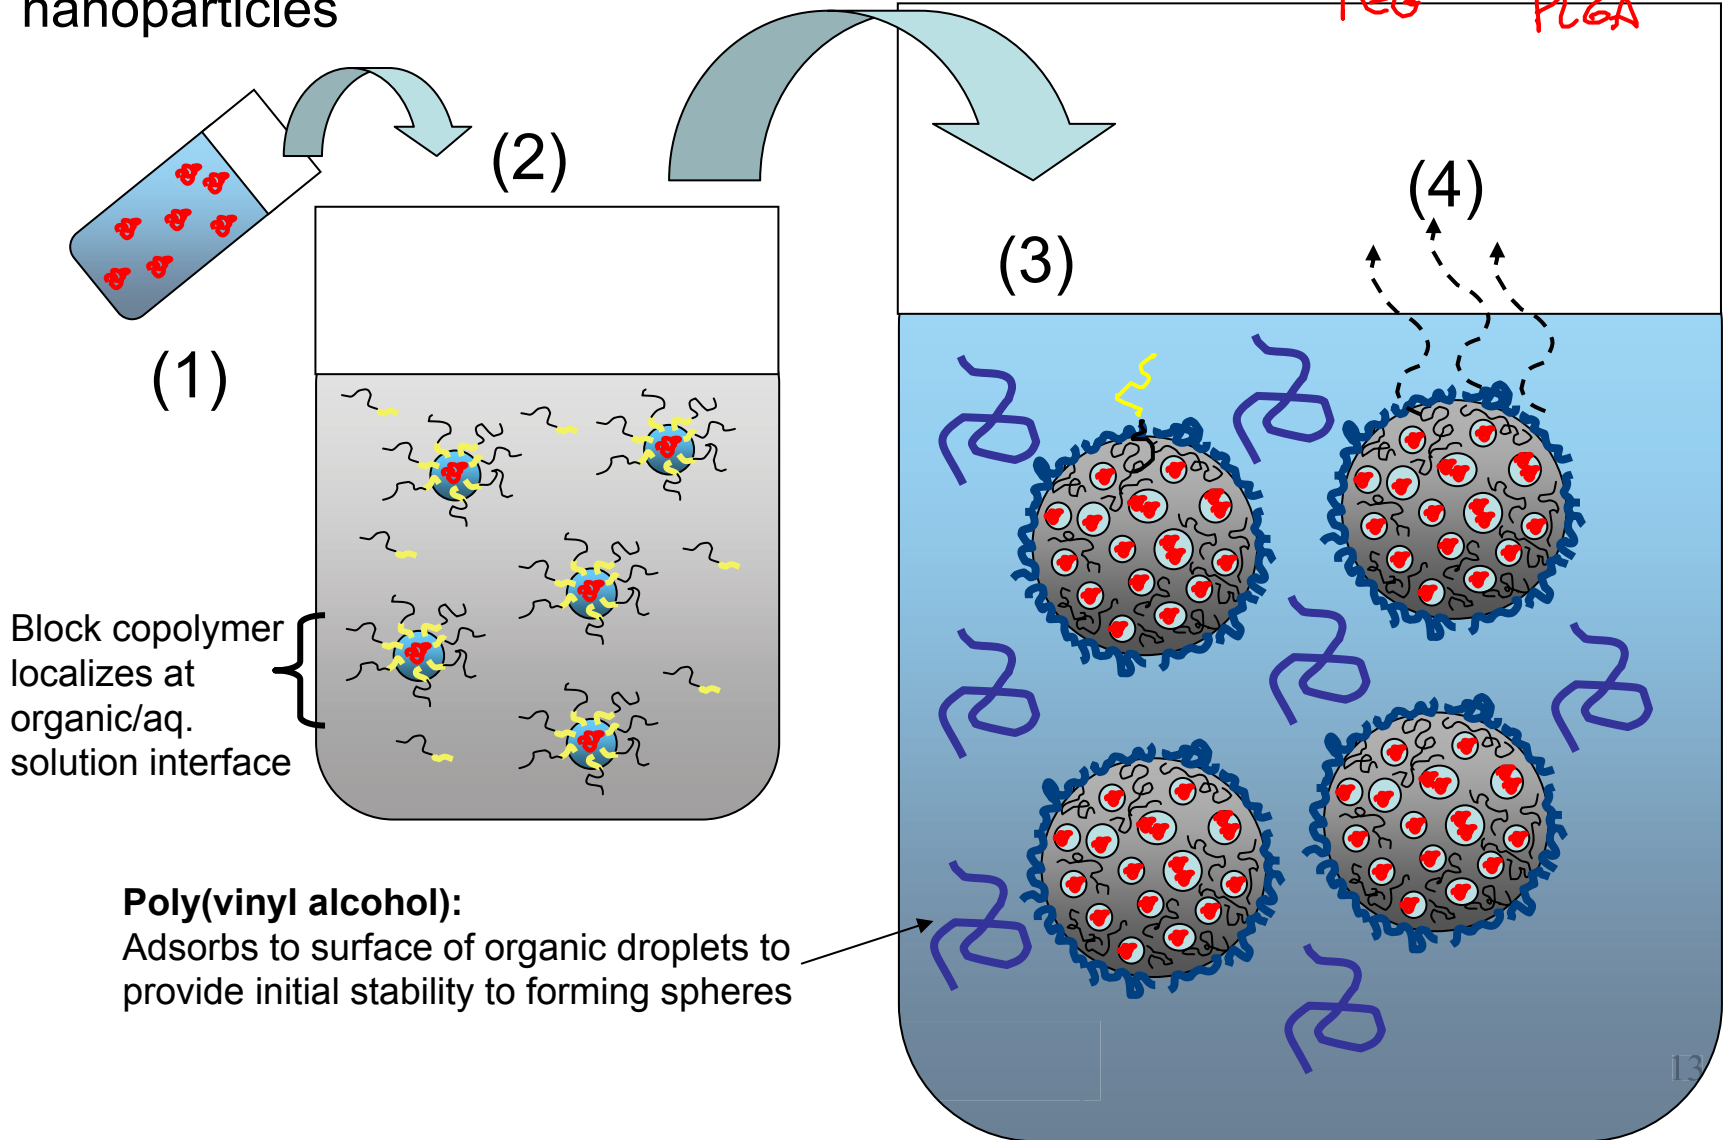 nanoparticles
PEG PLGA
(2)
(4)
(3)
(1)
Block copolymer
localizes at
organic/aq.
solution interface
Poly(vinyl alcohol):
Adsorbs to surface of organic droplets to
provide initial stability to forming spheres
13